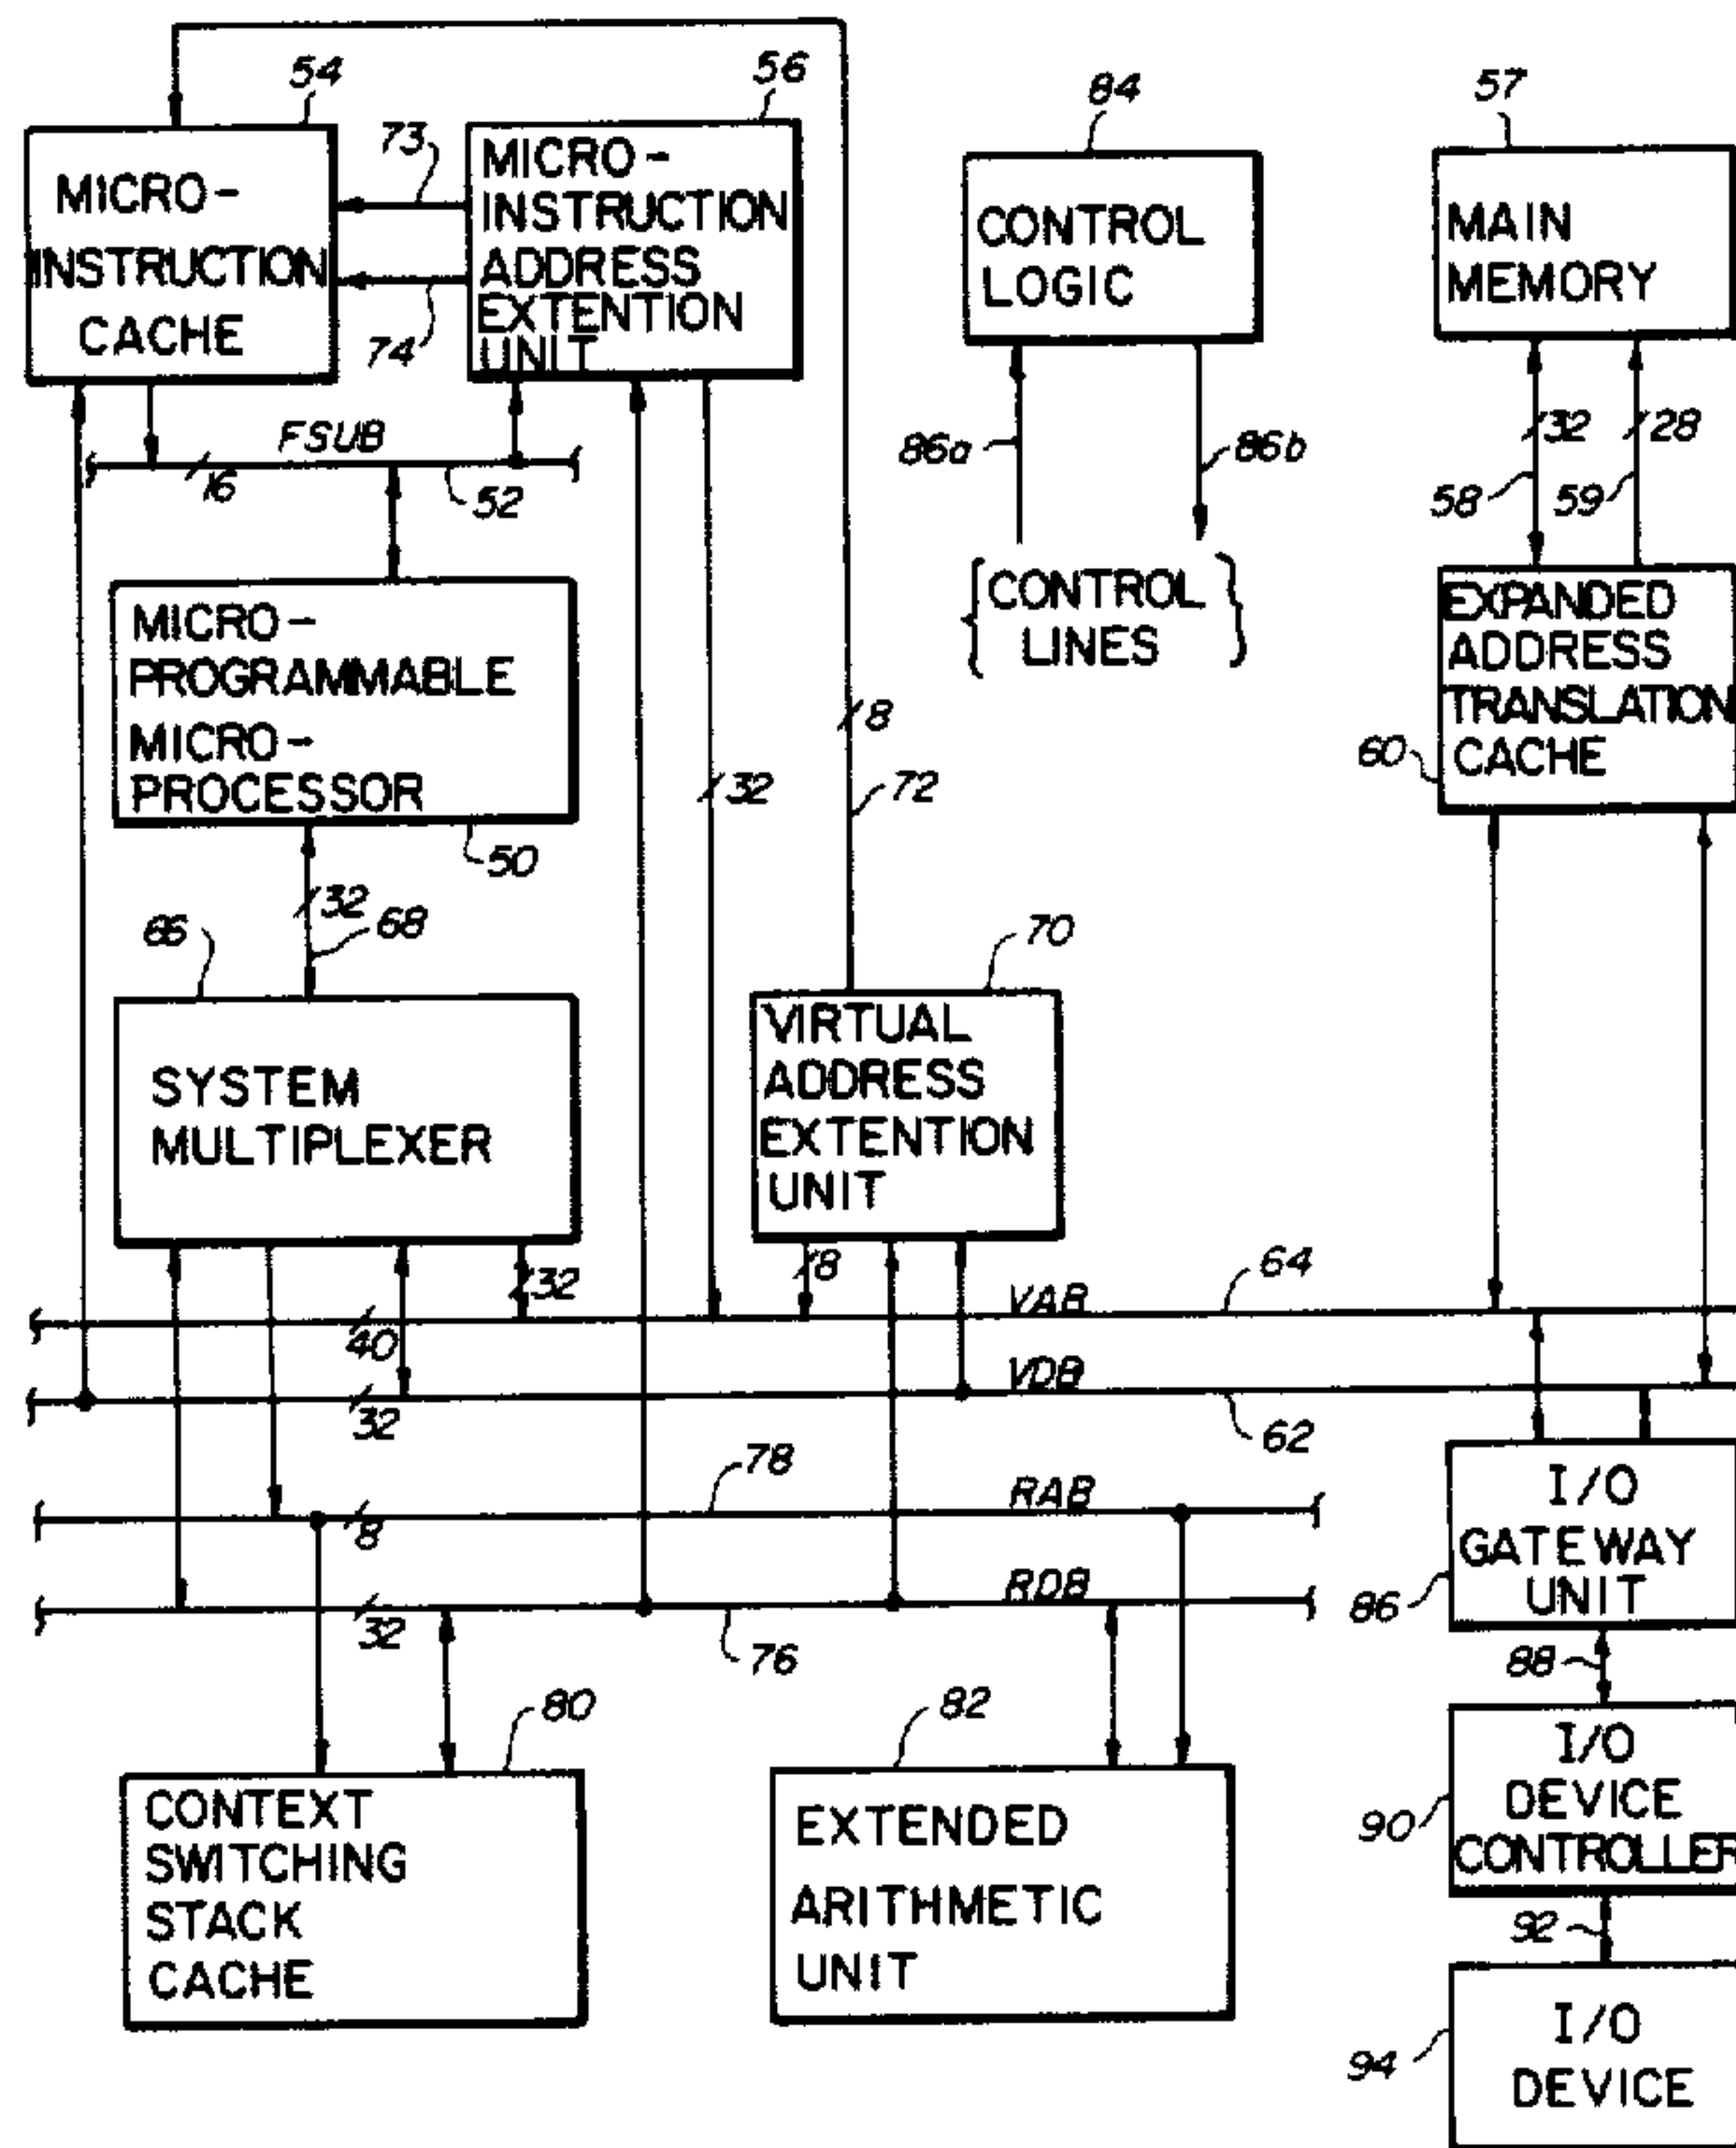 54
MICRO-
INSTRUCTION
CACHE
73
74
56
MICRO-
INSTRUCTION
ADDRESS
EXTENTION
UNIT
84
CONTROL
LOGIC
86a
86b
{CONTROL
LINES}
57
MAIN
MEMORY
32
28
58
59
EXPANDED
ADDRESS
TRANSLATION
CACHE
60
FSUB
16
52
MICRO-
PROGRAMMABLE
MICRO-
PROCESSOR
50
32
8
72
32
68
66
SYSTEM
MULTIPLEXER
70
VIRTUAL
ADDRESS
EXTENTION
UNIT
32
8
VAB
64
40
VDB
32
62
78
RAB
8
RDB
32
76
I/O
GATEWAY
UNIT
86
88
80
CONTEXT
SWITCHING
STACK
CACHE
82
EXTENDED
ARITHMETIC
UNIT
I/O
DEVICE
CONTROLLER
90
92
I/O
DEVICE
94